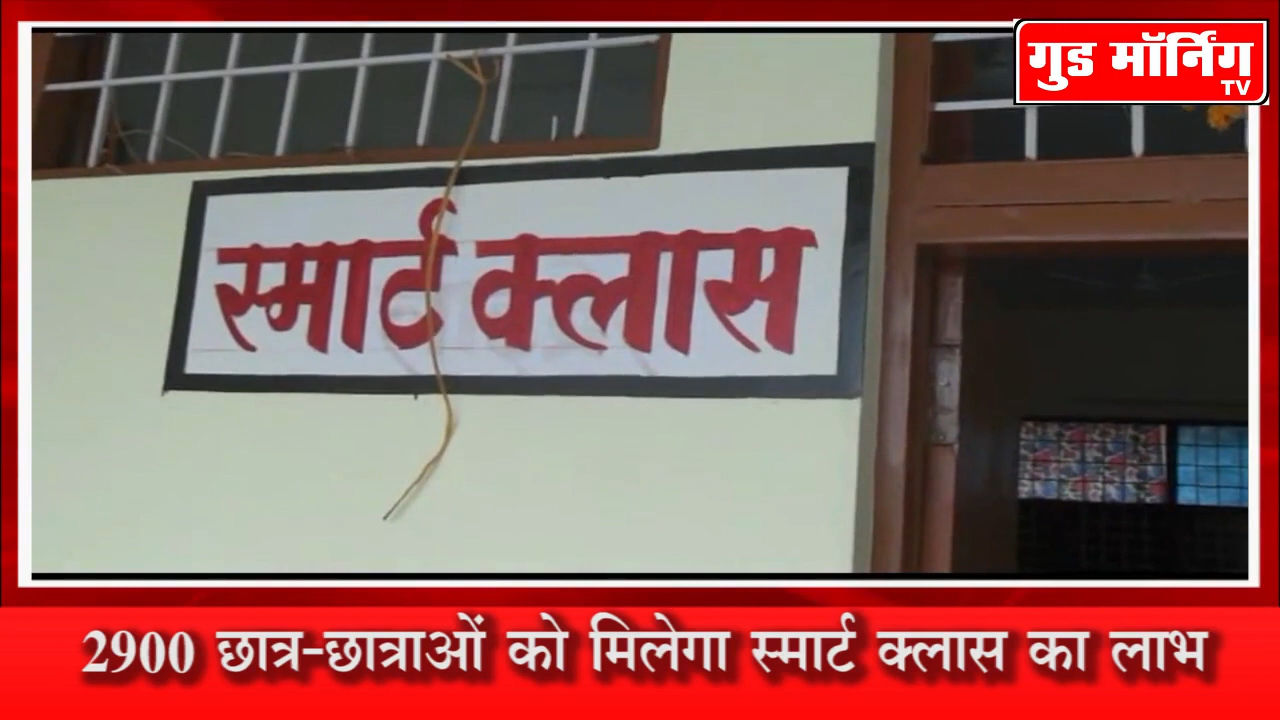 गुड मॉर्निंग
TV
स्मार्ट क्लास
2900 छात्र-छात्राओं को मिलेगा स्मार्ट क्लास का लाभ